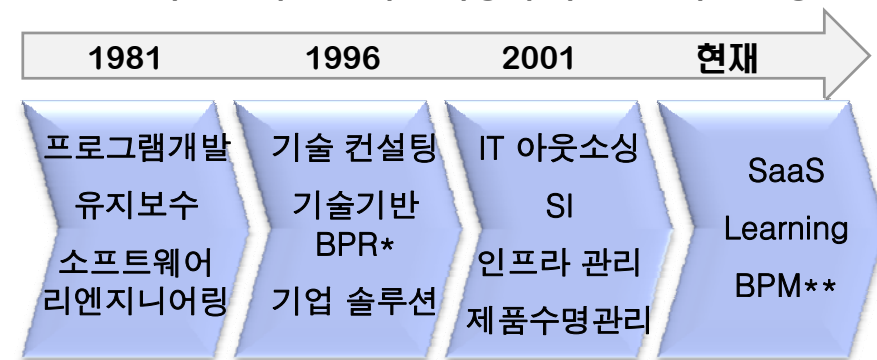 1981
1996
2001
현재
프로그램개발
유지보수
소프트웨어
리엔지니어링
기술 컨설팅
기술기반
BPR*
기업 솔루션
IT 아웃소싱
SI
인프라 관리
제품수명관리
SaaS
Learning
BPM**